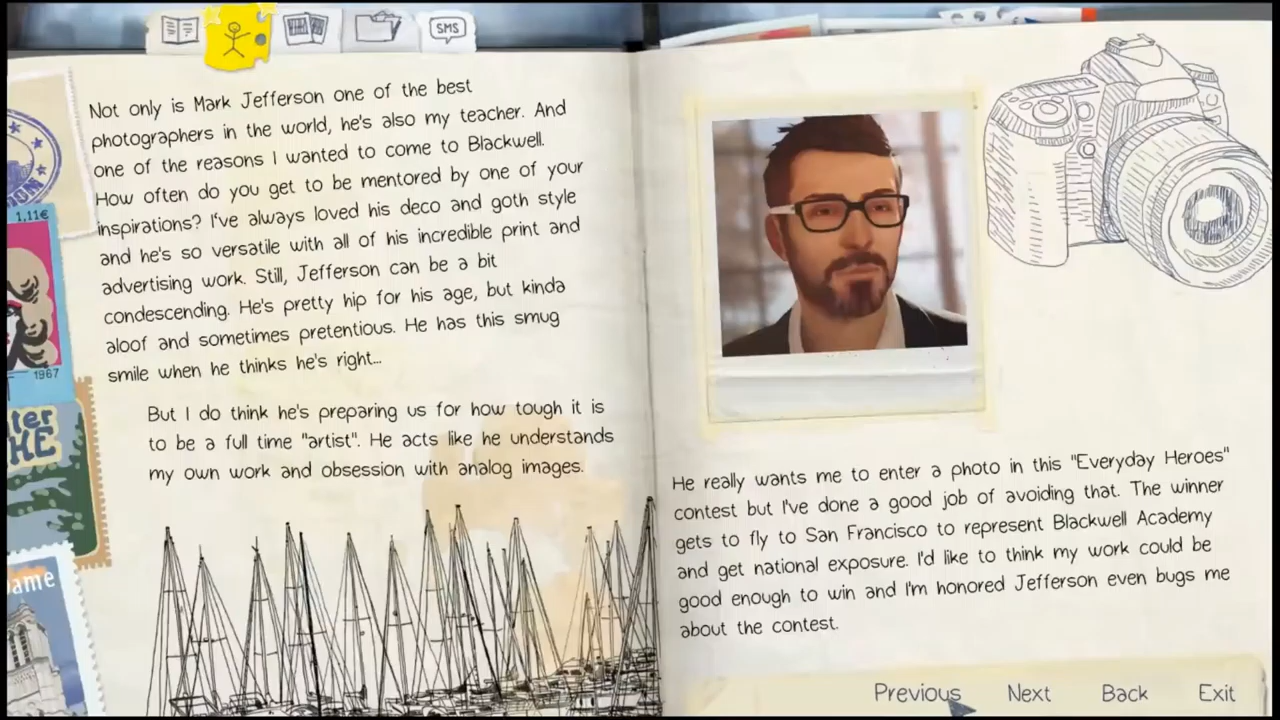 SMS
Not only is Mark Jefferson one of the best
photographers in the world, he's also my teacher. And
one of the reasons I wanted to come to Blackwell.
How often do you get to be mentored by one of your
inspirations? I've always loved his deco and goth style
and he's so versatile with all of his incredible print and
advertising work. Still, Jefferson can be a bit
condescending. He's pretty hip for his age, but kinda
aloof and sometimes pretentious. He has this smug
smile when he thinks he's right...
But I do think he's preparing us for how tough it is
to be a full time "artist". He acts like he understands
my own work and obsession with analog images.
1,11€
1967
He really wants me to enter a photo in this "Everyday Heroes"
contest but I've done a good job of avoiding that. The winner
gets to fly to San Francisco to represent Blackwell Academy
and get national exposure. I'd like to think my work could be
good enough to win and I'm honored Jefferson even bugs me
about the contest.
Previous Next Back Exit